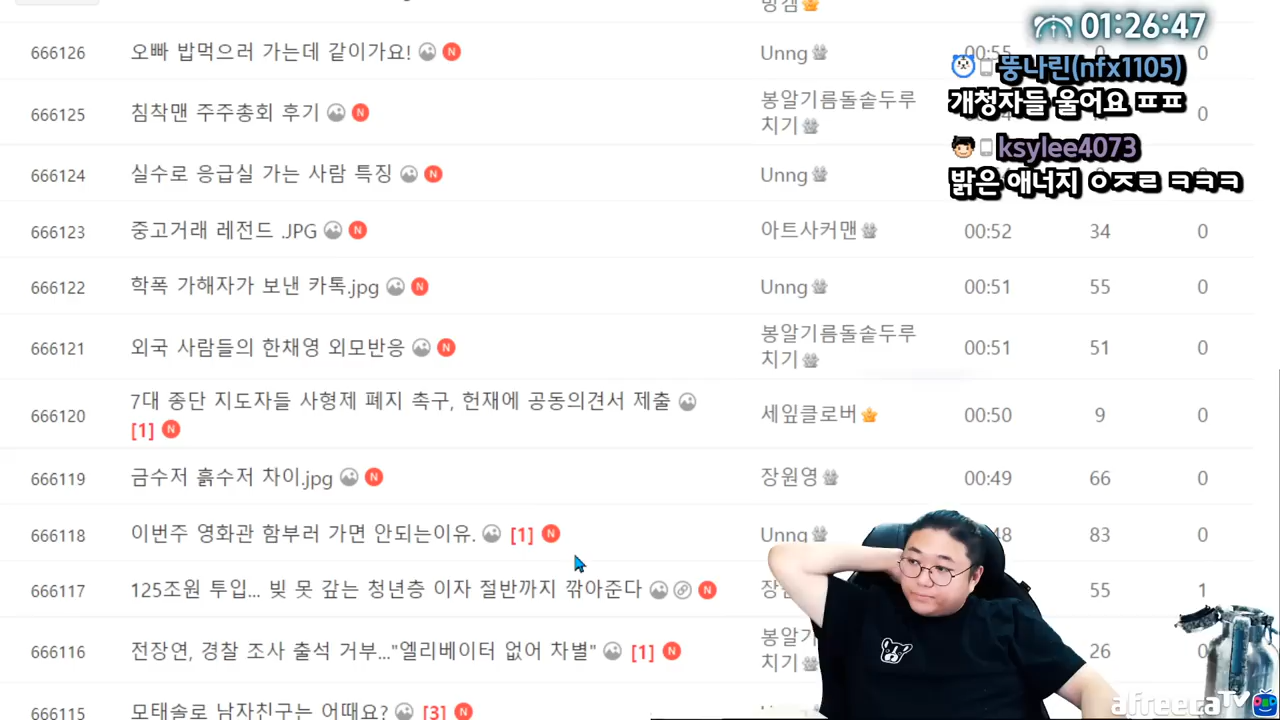 01:26:47
666126 오빠 밥먹으러 가는데 같이가요! N Unng 00:55 0 0
뚱나린(nfx1105)
개청자들 울어요 ㅠㅠ
666125 침착맨 주주총회 후기 N 봉알기름돌솥두루치기 0
ksylee4073
밝은 애너지 ㅇㅈㄹ ㅋㅋㅋ
666124 실수로 응급실 가는 사람 특징 N Unng
666123 중고거래 레전드 .JPG N 아트사커맨 00:52 34 0
666122 학폭 가해자가 보낸 카톡.jpg N Unng 00:51 55 0
666121 외국 사람들의 한채영 외모반응 N 봉알기름돌솥두루치기 00:51 51 0
666120 7대 종단 지도자들 사형제 폐지 촉구, 헌재에 공동의견서 제출 세잎클로버 00:50 9 0
[1] N
666119 금수저 흙수저 차이.jpg N 장원영 00:49 66 0
666118 이번주 영화관 함부러 가면 안되는이유. [1] N Unng 83 0
666117 125조원 투입... 빚 못 갚는 청년층 이자 절반까지 깎아준다 N 55 1
666116 전장연, 경찰 조사 출석 거부..."엘리베이터 없어 차별" [1] N 26
666115 모태솔로 남자친구는 어때요? [3] N
afreecaTV